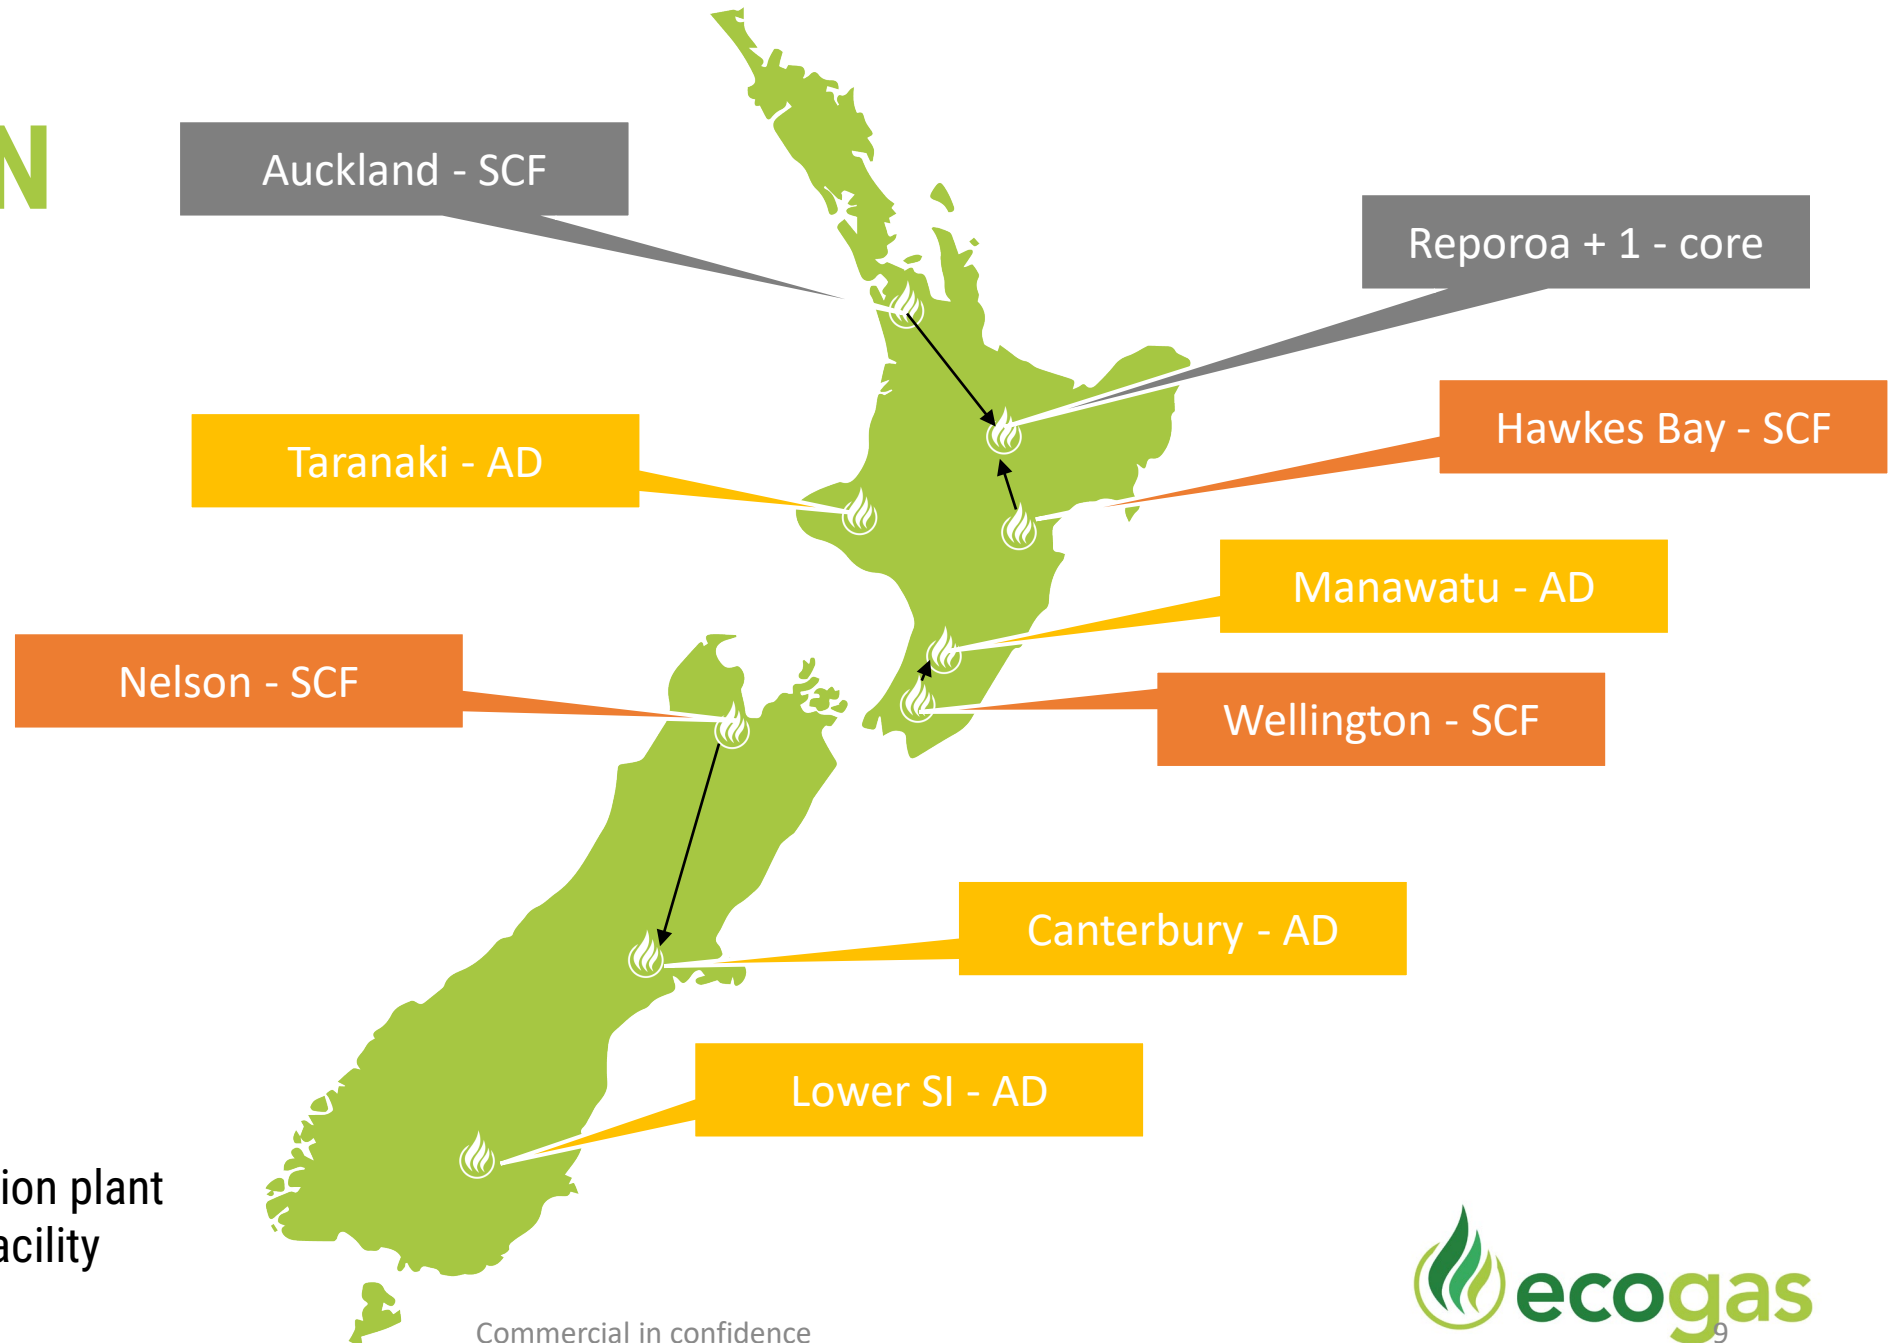 N
Auckland - SCF
Reporoa + 1 - core
Hawkes Bay - SCF
Taranaki - AD
Manawatu - AD
Nelson - SCF
Wellington - SCF
Canterbury - AD
Lower SI - AD
ion plant
acility
Commercial in confidence
ecogas
9